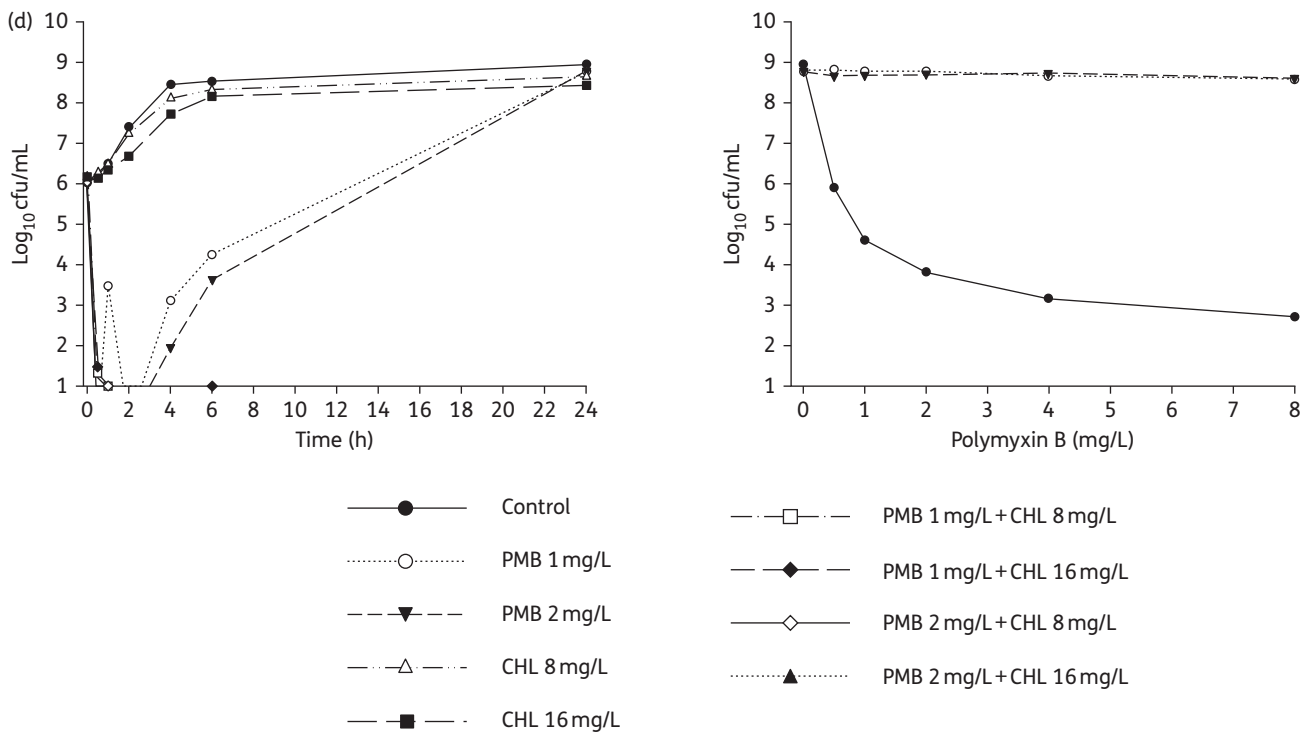 (d)
10
9
8
7
6
5
4
3
2
1
Log10 cfu/mL
0 2 4 6 8 10 12 14 16 18 20 22 24
Time (h)
10
9
8
7
6
5
4
3
2
1
Log10 cfu/mL
0 1 2 3 4 5 6 7 8
Polymyxin B (mg/L)
Control
PMB 1 mg/L
PMB 2 mg/L
CHL 8 mg/L
CHL 16 mg/L
PMB 1 mg/L+CHL 8 mg/L
PMB 1 mg/L+CHL 16 mg/L
PMB 2 mg/L+CHL 8 mg/L
PMB 2 mg/L+CHL 16 mg/L